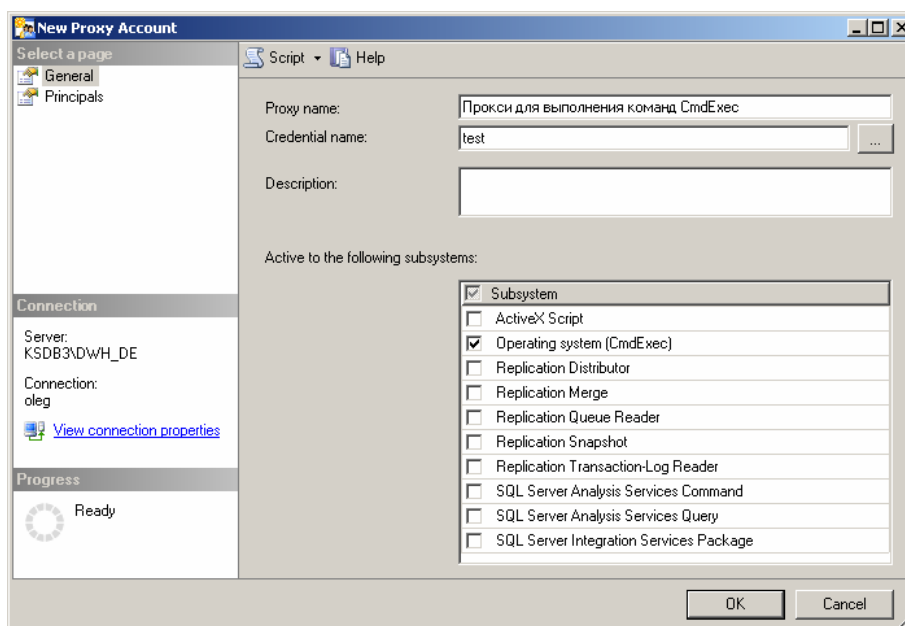 New Proxy Account
Select a page
General
Principals
Script
Help
Proxy name:
Прокси для выполнения команд CmdExec
Credential name:
test
...
Description:
Active to the following subsystems:
Subsystem
ActiveX Script
Operating system (CmdExec)
Replication Distributor
Replication Merge
Replication Queue Reader
Replication Snapshot
Replication Transaction-Log Reader
SQL Server Analysis Services Command
SQL Server Analysis Services Query
SQL Server Integration Services Package
Connection
Server:
KSDB3\DWH_DE
Connection:
oleg
View connection properties
Progress
Ready
OK
Cancel